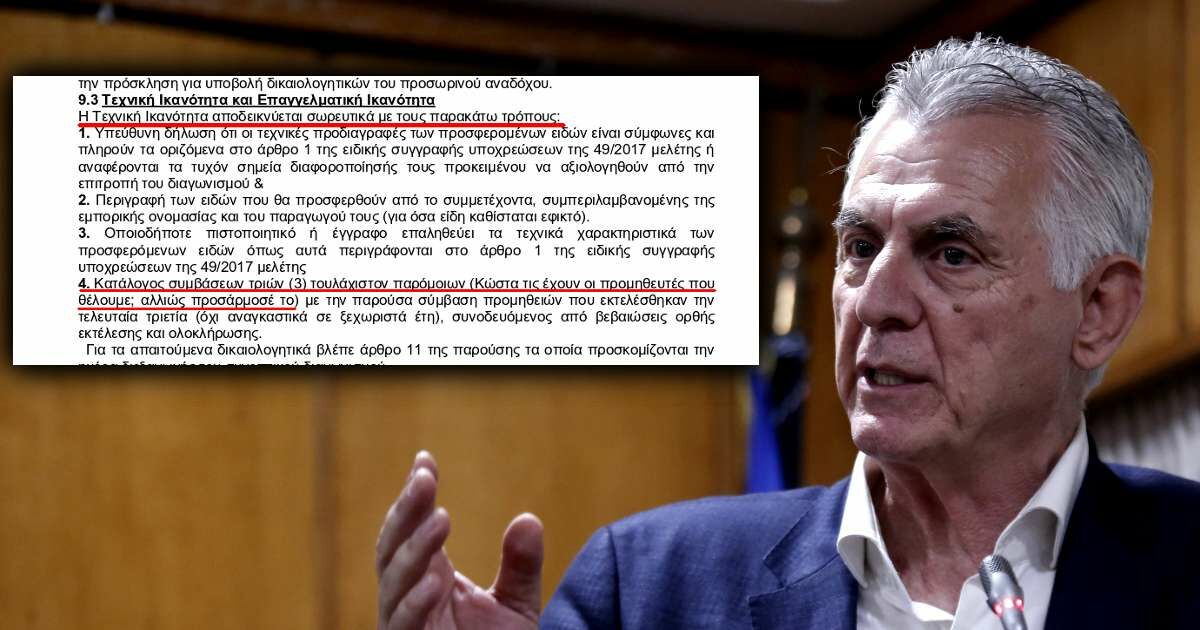 την πρόσκληση για υποβολή δικαιολογητικών του προσωρινού αναδόχου.
9.3 Τεχνική Ικανότητα και Επαγγελματική Ικανότητα
Η Τεχνική Ικανότητα αποδεικνύεται σωρευτικά με τους παρακάτω τρόπους:
1. Υπεύθυνη δήλωση ότι οι τεχνικές προδιαγραφές των προσφερομένων ειδών είναι σύμφωνες και
πληρούν τα οριζόμενα στο άρθρο 1 της ειδικής συγγραφής υποχρεώσεων της 49/2017 μελέτης ή
αναφέρονται τα τυχόν σημεία διαφοροποίησής τους προκειμένου να αξιολογηθούν από την
επιτροπή του διαγωνισμού &
2. Περιγραφή των ειδών που θα προσφερθούν από το συμμετέχοντα, συμπεριλαμβανομένης της
εμπορικής ονομασίας και του παραγωγού τους (για όσα είδη καθίσταται εφικτό).
3. Οποιοδήποτε πιστοποιητικό ή έγγραφο επαληθεύει τα τεχνικά χαρακτηριστικά των
προσφερόμενων ειδών όπως αυτά περιγράφονται στο άρθρο 1 της ειδικής συγγραφής
υποχρεώσεων της 49/2017 μελέτης
4. Κατάλογος συμβάσεων τριών (3) τουλάχιστον παρόμοιων (Κώστα τις έχουν οι προμηθευτές που
θέλουμε; αλλιώς προσάρμοσέ το) με την παρούσα σύμβαση προμηθειών που εκτελέσθηκαν την
τελευταία τριετία (όχι αναγκαστικά σε ξεχωριστά έτη), συνοδευόμενος από βεβαιώσεις ορθής
εκτέλεσης και ολοκλήρωσης.
Για τα απαιτούμενα δικαιολογητικά βλέπε άρθρο 11 της παρούσης τα οποία προσκομίζονται την